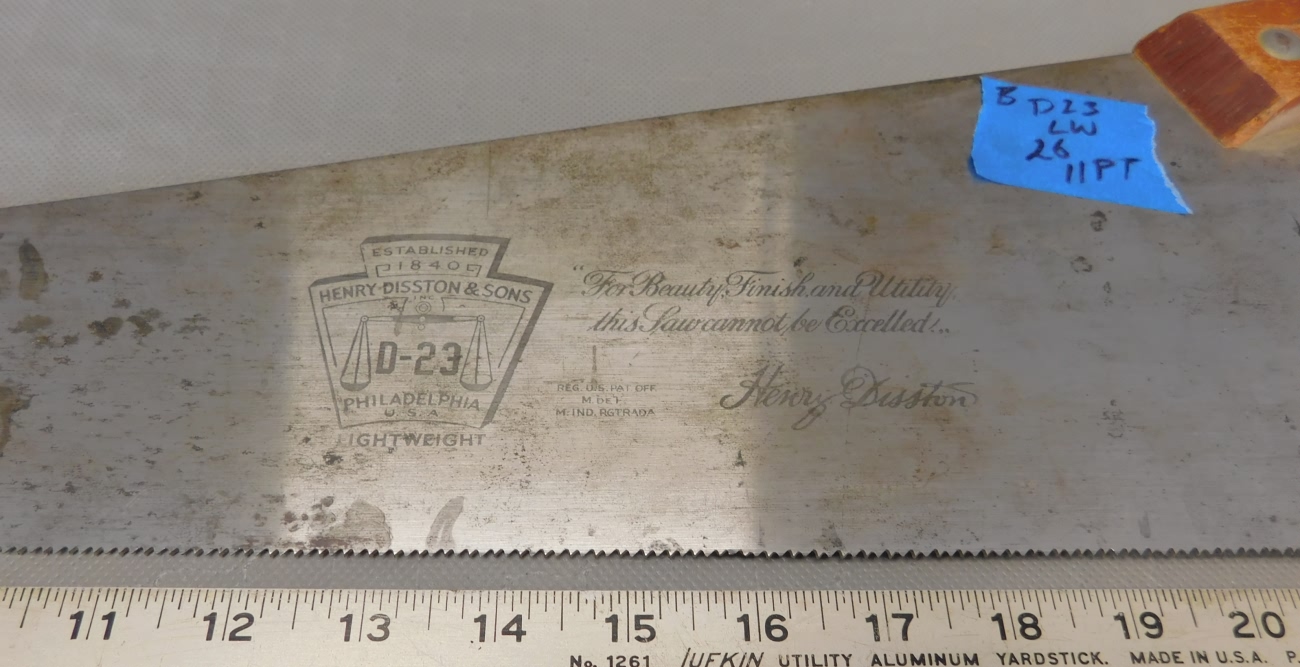 B D23
LW
26
11PT
ESTABLISHED
1840
HENRY DISSTON & SONS
INC.
D-23
PHILADELPHIA
U.S.A
LIGHTWEIGHT
"For Beauty, Finish and Utility,
this Saw cannot be Excelled!„
Henry Disston
REG. U.S. PAT. OFF.
M. DE F.
M. IND. RGTRADA
11 12 13 14 15 16 17 18 19 20
No. 1261 LUFKIN UTILITY ALUMINUM YARDSTICK. MADE IN U.S.A. P